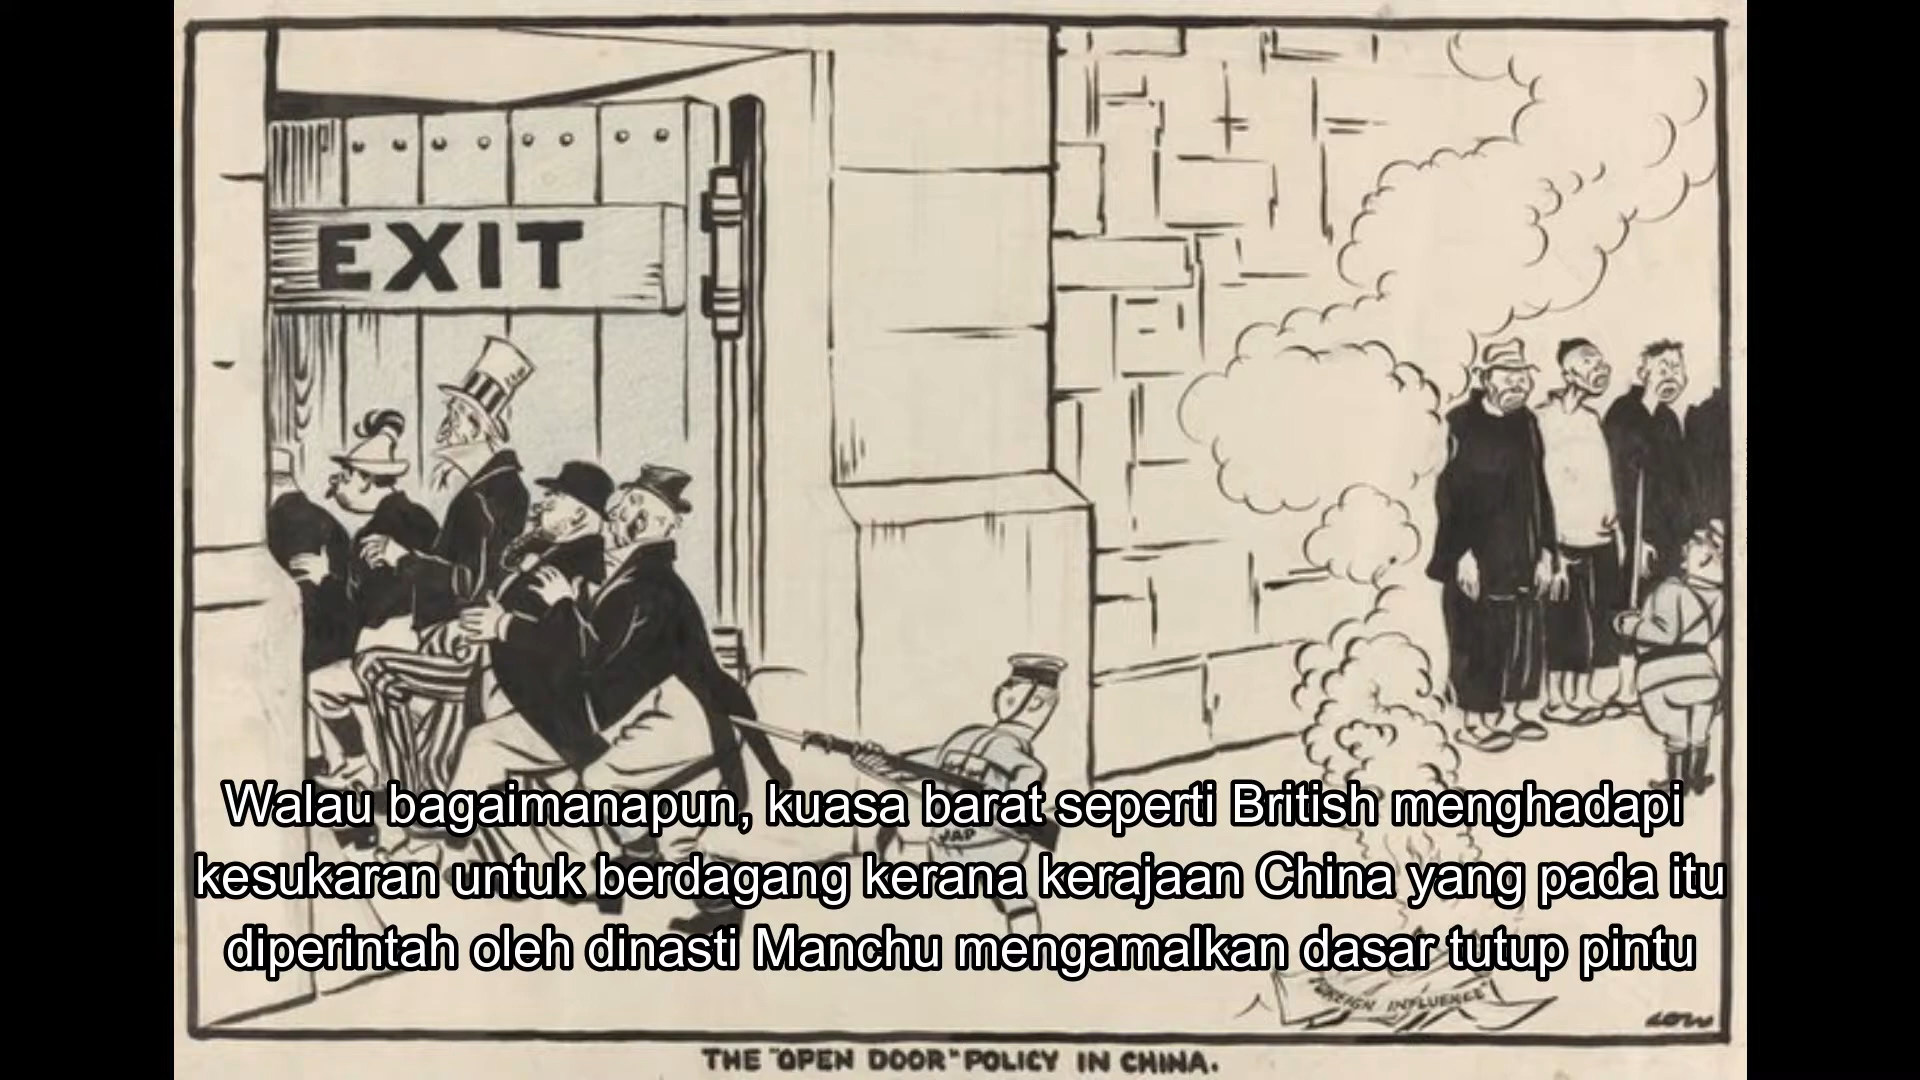 EXIT
Walau bagaimanapun, kuasa barat seperti British menghadapi
kesukaran untuk berdagang kerana kerajaan China yang pada itu
diperintah oleh dinasti Manchu mengamalkan dasar tutup pintu
FOREIGN INFLUENCE"
LOW
THE "OPEN DOOR" POLICY IN CHINA.